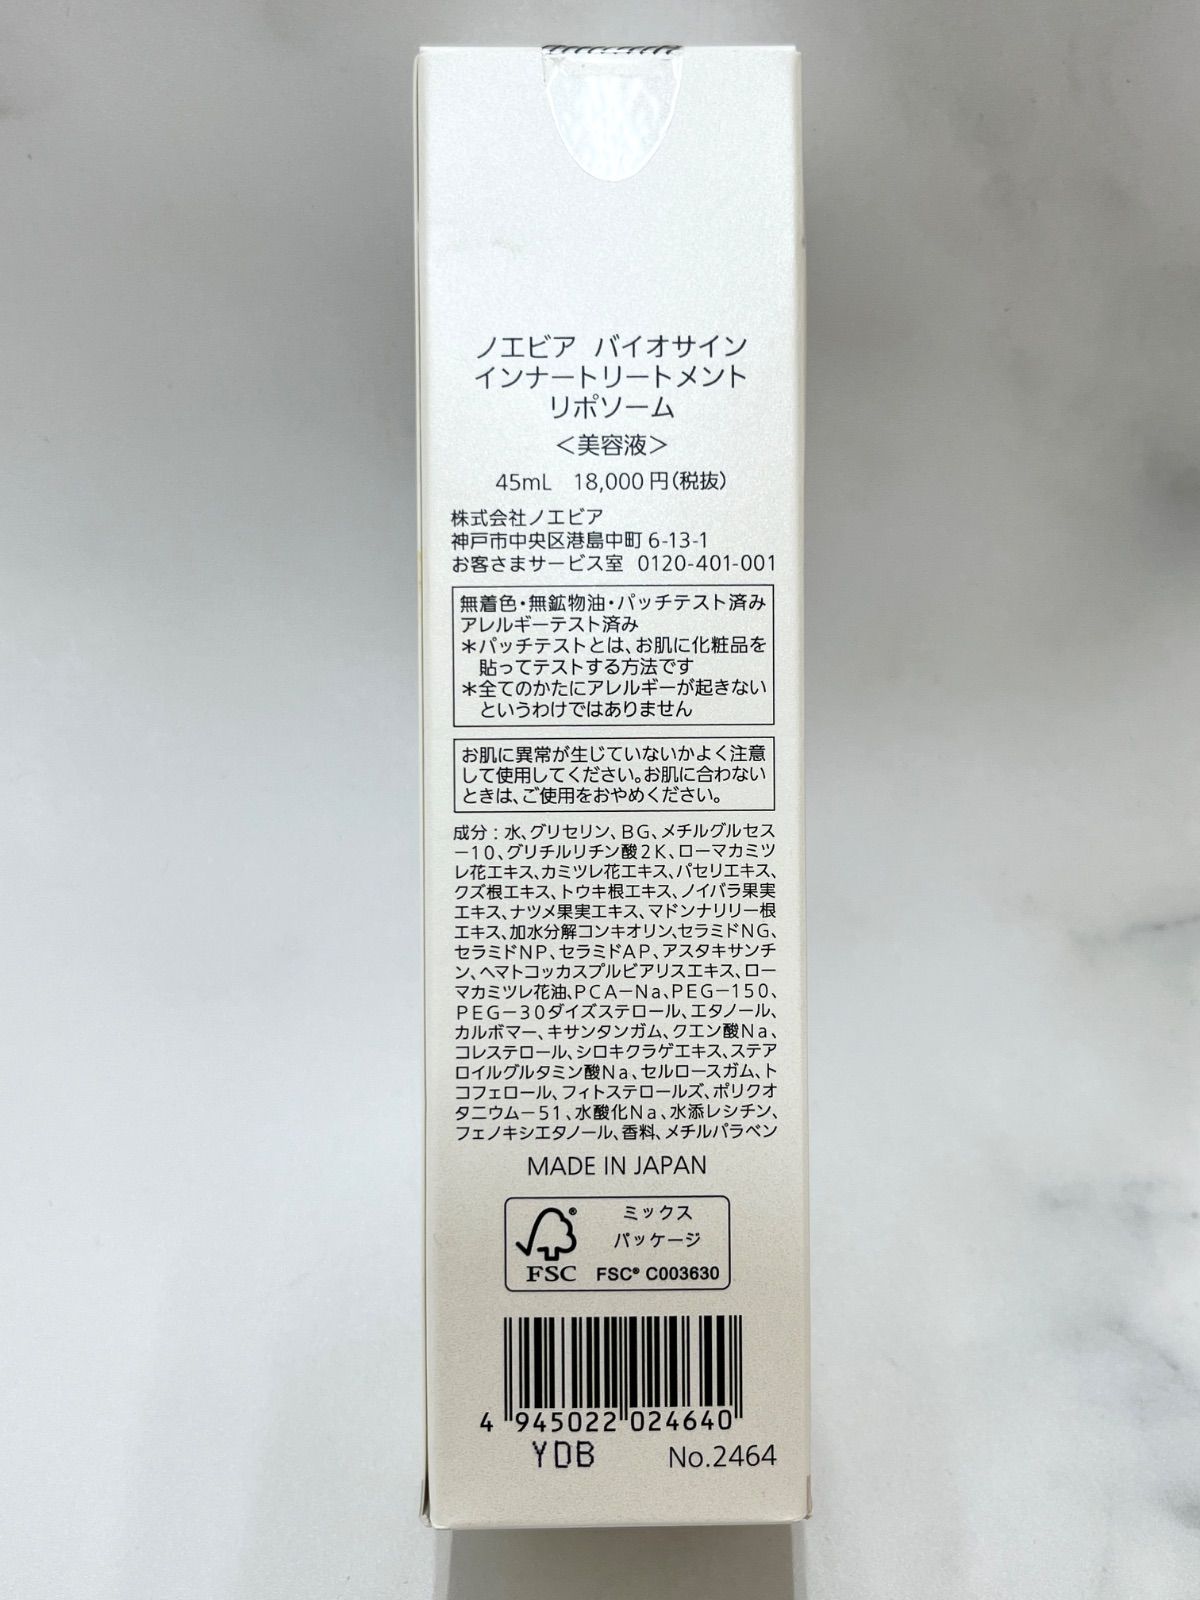 ノエビア バイオサイン
インナートリートメント
リポソーム
＜美容液＞
45mL 18,000円(税抜)
株式会社ノエビア
神戸市中央区港島中町6-13-1
お客さまサービス室 0120-401-001
無着色・無鉱物油・パッチテスト済み
アレルギーテスト済み
＊パッチテストとは、お肌に化粧品を
貼ってテストする方法です
＊全てのかたにアレルギーが起きない
というわけではありません
お肌に異常が生じていないかよく注意
して使用してください。お肌に合わない
ときは、ご使用をおやめください。
成分：水、グリセリン、BG、メチルグルセス
－10、グリチルリチン酸2K、ローマカミツ
レ花エキス、カミツレ花エキス、パセリエキス、
クズ根エキス、トウキ根エキス、ノイバラ果実
エキス、ナツメ果実エキス、マドンナリリー根
エキス、加水分解コンキオリン、セラミドNG、
セラミドNP、セラミドAP、アスタキサンチ
ン、ヘマトコッカスプルビアリスエキス、ロー
マカミツレ花油、PCA－Na、PEG－150、
PEG－30ダイズステロール、エタノール、
カルボマー、キサンタンガム、クエン酸Na、
コレステロール、シロキクラゲエキス、ステア
ロイルグルタミン酸Na、セルロースガム、ト
コフェロール、フィトステロールズ、ポリクオ
タニウム－51、水酸化Na、水添レシチン、
フェノキシエタノール、香料、メチルパラベン
MADE IN JAPAN
ミックス
パッケージ
FSC® C003630
FSC
4 945022 024640
YDB No.2464